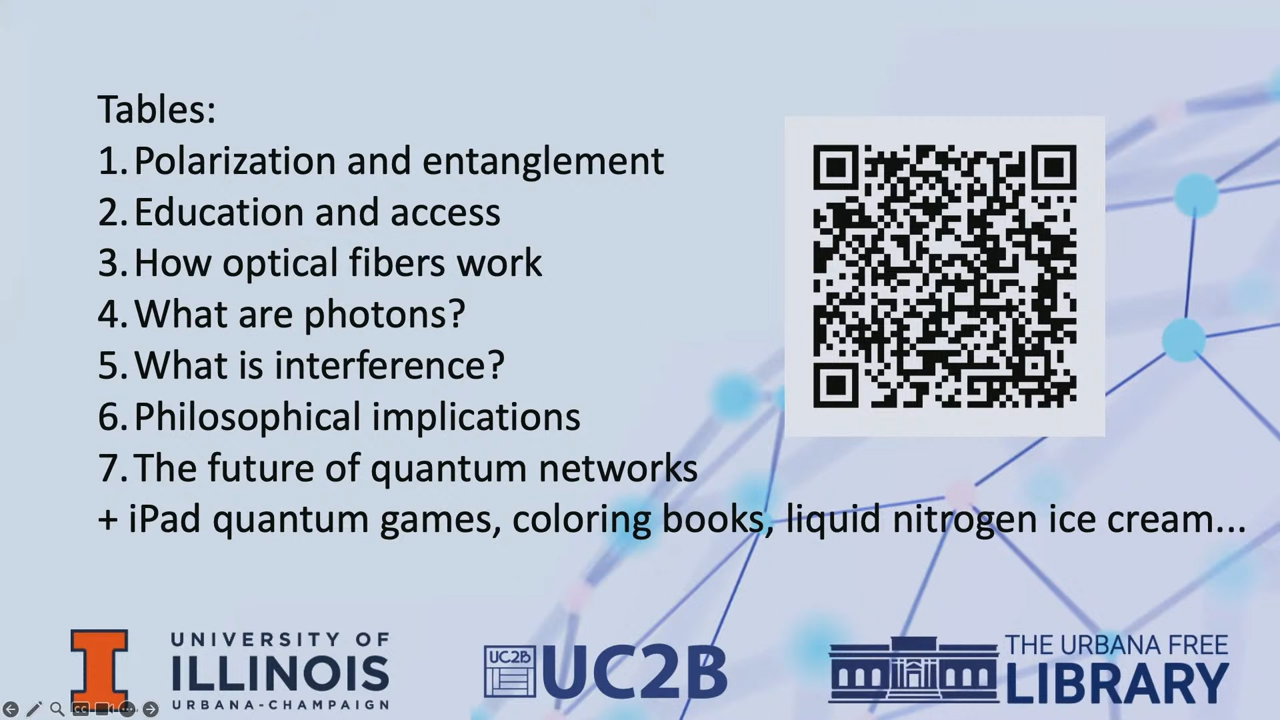 Tables:
1. Polarization and entanglement
2. Education and access
3. How optical fibers work
4. What are photons?
5. What is interference?
6. Philosophical implications
7. The future of quantum networks
+ iPad quantum games, coloring books, liquid nitrogen ice cream...
UNIVERSITY OF
ILLINOIS
URBANA-CHAMPAIGN
UC2B
UC2B
THE URBANA FREE
LIBRARY